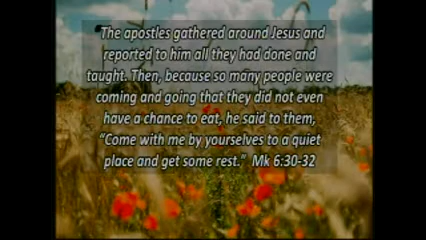 "The apostles gathered around Jesus and
reported to him all they had done and
taught. Then, because so many people were
coming and going that they did not even
have a chance to eat, he said to them,
"Come with me by yourselves to a quiet
place and get some rest."  Mk 6:30-32